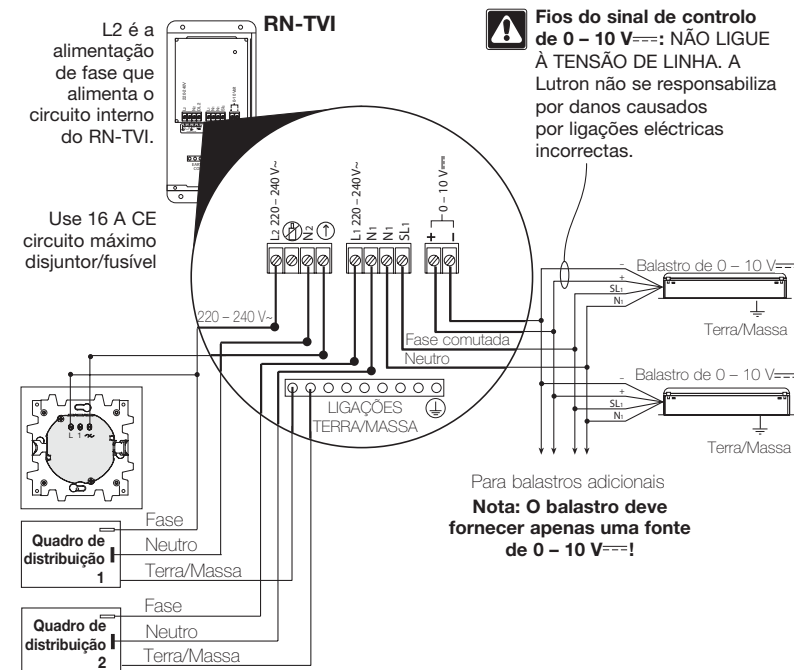 L2 é a
alimentação
de fase que
alimenta o
circuito interno
do RN-TVI.
RN-TVI
Fios do sinal de controlo
de 0 – 10 V⎓: NÃO LIGUE
À TENSÃO DE LINHA. A
Lutron não se responsabiliza
por danos causados
por ligações eléctricas
incorrectas.
Use 16 A CE
circuito máximo
disjuntor/fusível
L2 220 – 240 V~
N2
L1 220 – 240 V~
N1
N1
SL1
0 – 10 V⎓
+
–
220 – 240 V~
Fase comutada
Neutro
LIGAÇÕES
TERRA/MASSA
-
+
SL1
N1
Balastro de 0 – 10 V⎓
Terra/Massa
-
+
SL1
N1
Balastro de 0 – 10 V⎓
Terra/Massa
Para balastros adicionais
Nota: O balastro deve
fornecer apenas uma fonte
de 0 – 10 V⎓!
L 1
Quadro de
distribuição
1
Fase
Neutro
Terra/Massa
Quadro de
distribuição
2
Fase
Neutro
Terra/Massa